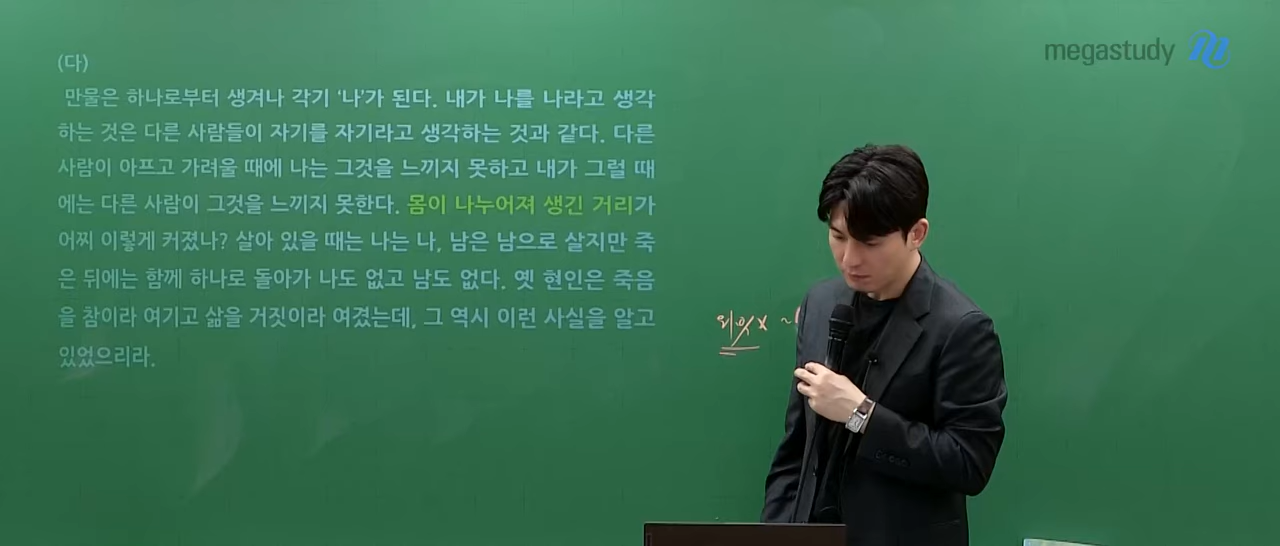 megastudy
(다)
만물은 하나로부터 생겨나 각기 ‘나’가 된다. 내가 나를 나라고 생각
하는 것은 다른 사람들이 자기를 자기라고 생각하는 것과 같다. 다른
사람이 아프고 가려울 때에 나는 그것을 느끼지 못하고 내가 그럴 때
에는 다른 사람이 그것을 느끼지 못한다. 몸이 나누어져 생긴 거리가
어찌 이렇게 커졌나? 살아 있을 때는 나는 나, 남은 남으로 살지만 죽
은 뒤에는 함께 하나로 돌아가 나도 없고 남도 없다. 옛 현인은 죽음
을 참이라 여기고 삶을 거짓이라 여겼는데, 그 역시 이런 사실을 알고
있었으리라.